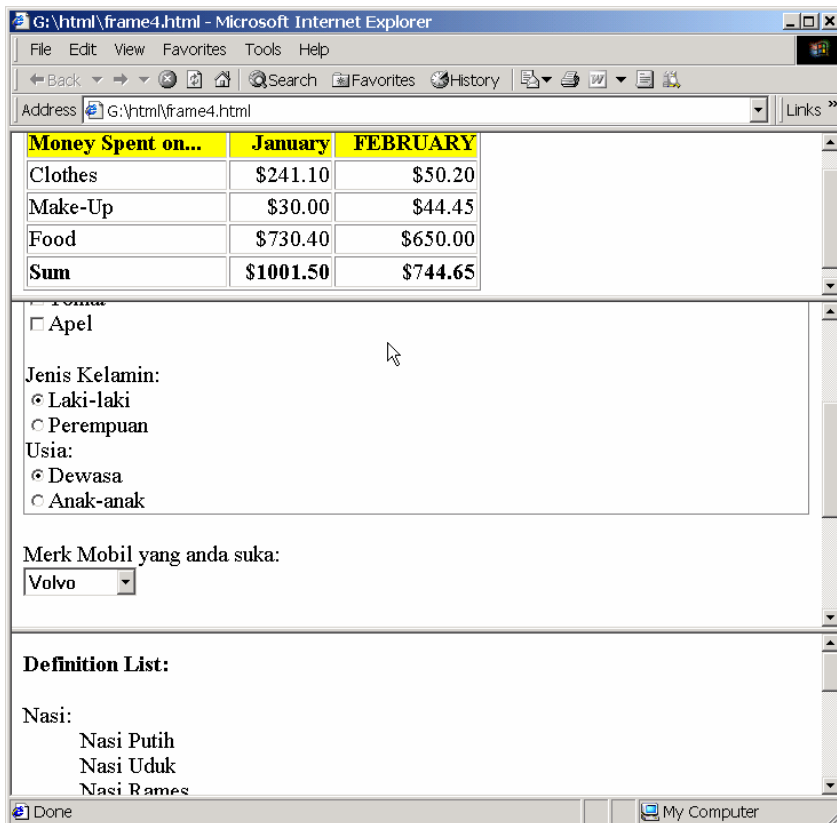 G:\html\frame4.html - Microsoft Internet Explorer
File Edit View Favorites Tools Help
Back Search Favorites History
Address G:\html\frame4.html Links »
Money Spent on... January FEBRUARY
Clothes $241.10 $50.20
Make-Up $30.00 $44.45
Food $730.40 $650.00
Sum $1001.50 $744.65
Apel
Jenis Kelamin:
Laki-laki
Perempuan
Usia:
Dewasa
Anak-anak
Merk Mobil yang anda suka:
Volvo
Definition List:
Nasi:
Nasi Putih
Nasi Uduk
Nasi Rames
Done My Computer